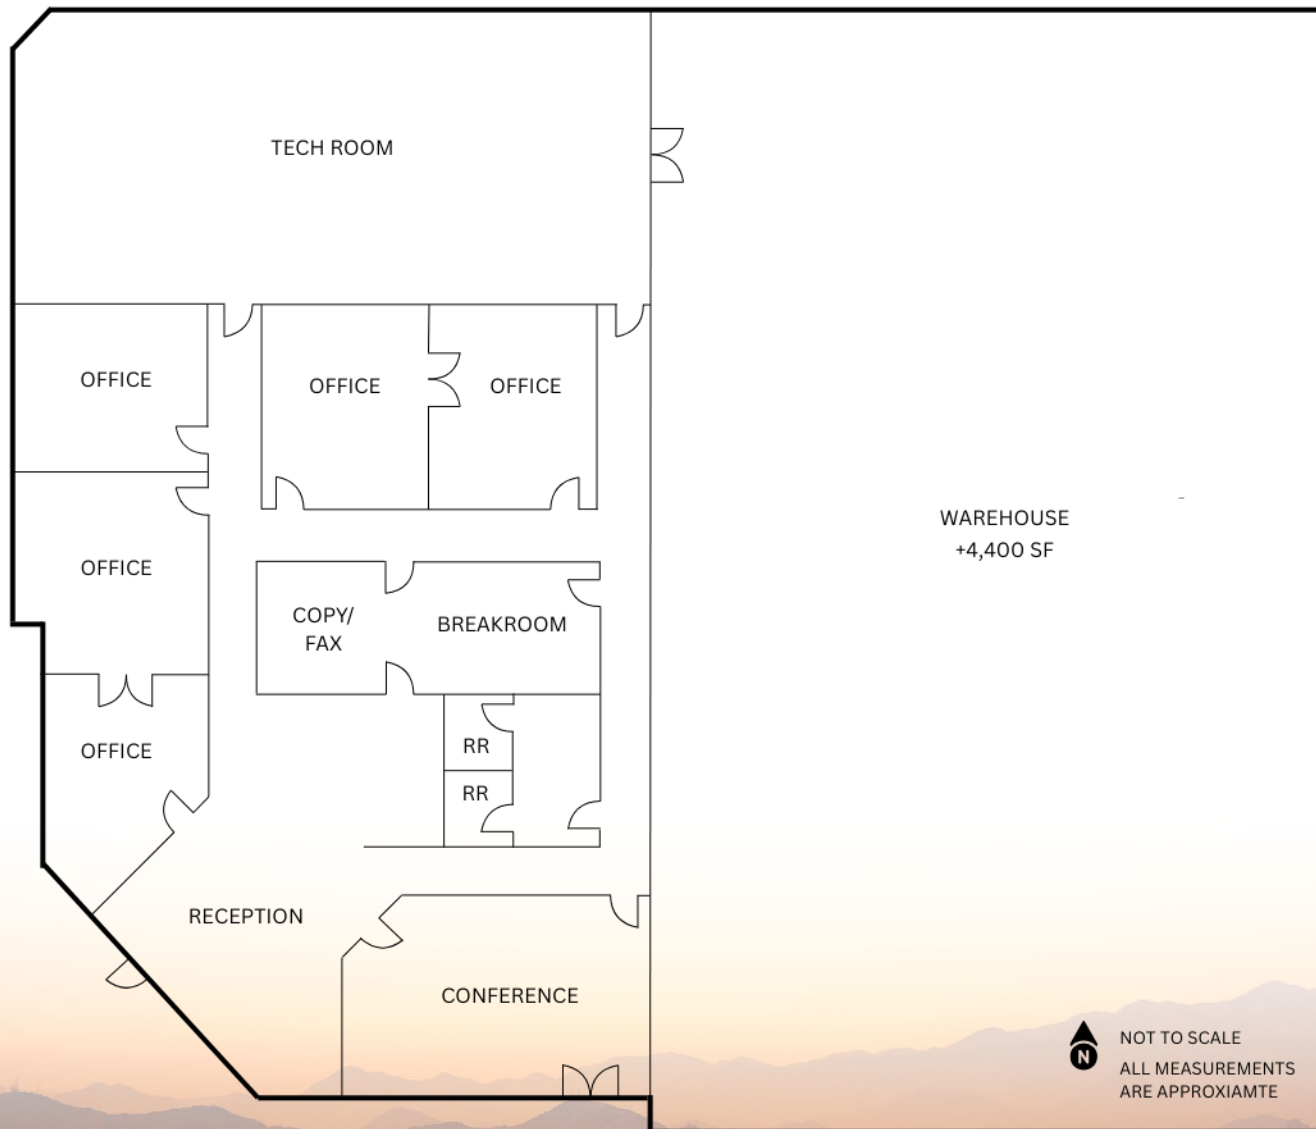 TECH ROOM
OFFICE
OFFICE
OFFICE
WAREHOUSE
+4,400 SF
OFFICE
COPY/
FAX
BREAKROOM
OFFICE
RR
RR
RECEPTION
CONFERENCE
N
NOT TO SCALE
ALL MEASUREMENTS
ARE APPROXIAMTE